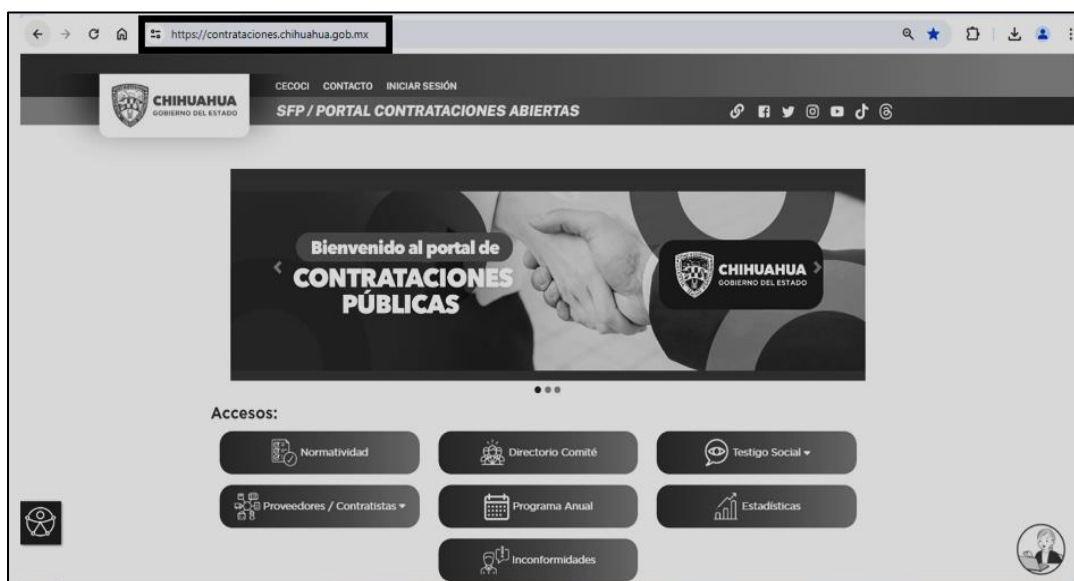 https://contrataciones.chihuahua.gob.mx
CECOCI CONTACTO INICIAR SESIÓN
CHIHUAHUA
GOBIERNO DEL ESTADO
SFP / PORTAL CONTRATACIONES ABIERTAS
Bienvenido al portal de
CONTRATACIONES
PÚBLICAS
CHIHUAHUA
GOBIERNO DEL ESTADO
Accesos:
Normatividad
Directorio Comité
Testigo Social
Proveedores / Contratistas
Programa Anual
Estadísticas
Inconformidades